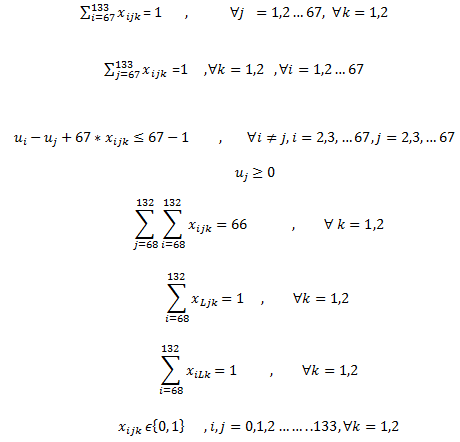 ∑_{i=67}^{133} x_{ijk} = 1 , ∀j = 1,2 … 67, ∀k = 1,2
∑_{j=67}^{133} x_{ijk} =1 ,∀k = 1,2 ,∀i = 1,2 … 67
u_i − u_j + 67 ∗ x_{ijk} ≤ 67 − 1 , ∀i ≠ j, i = 2,3, … 67, j = 2,3, … 67
u_j ≥ 0
∑_{j=68}^{132} ∑_{i=68}^{132} x_{ijk} = 66 , ∀ k = 1,2
∑_{i=68}^{132} x_{Ljk} = 1 , ∀k = 1,2
∑_{i=68}^{132} x_{iLk} = 1 , ∀k = 1,2
x_{ijk} ϵ{0,1} , i, j = 0,1,2 … … . .133, ∀k = 1,2